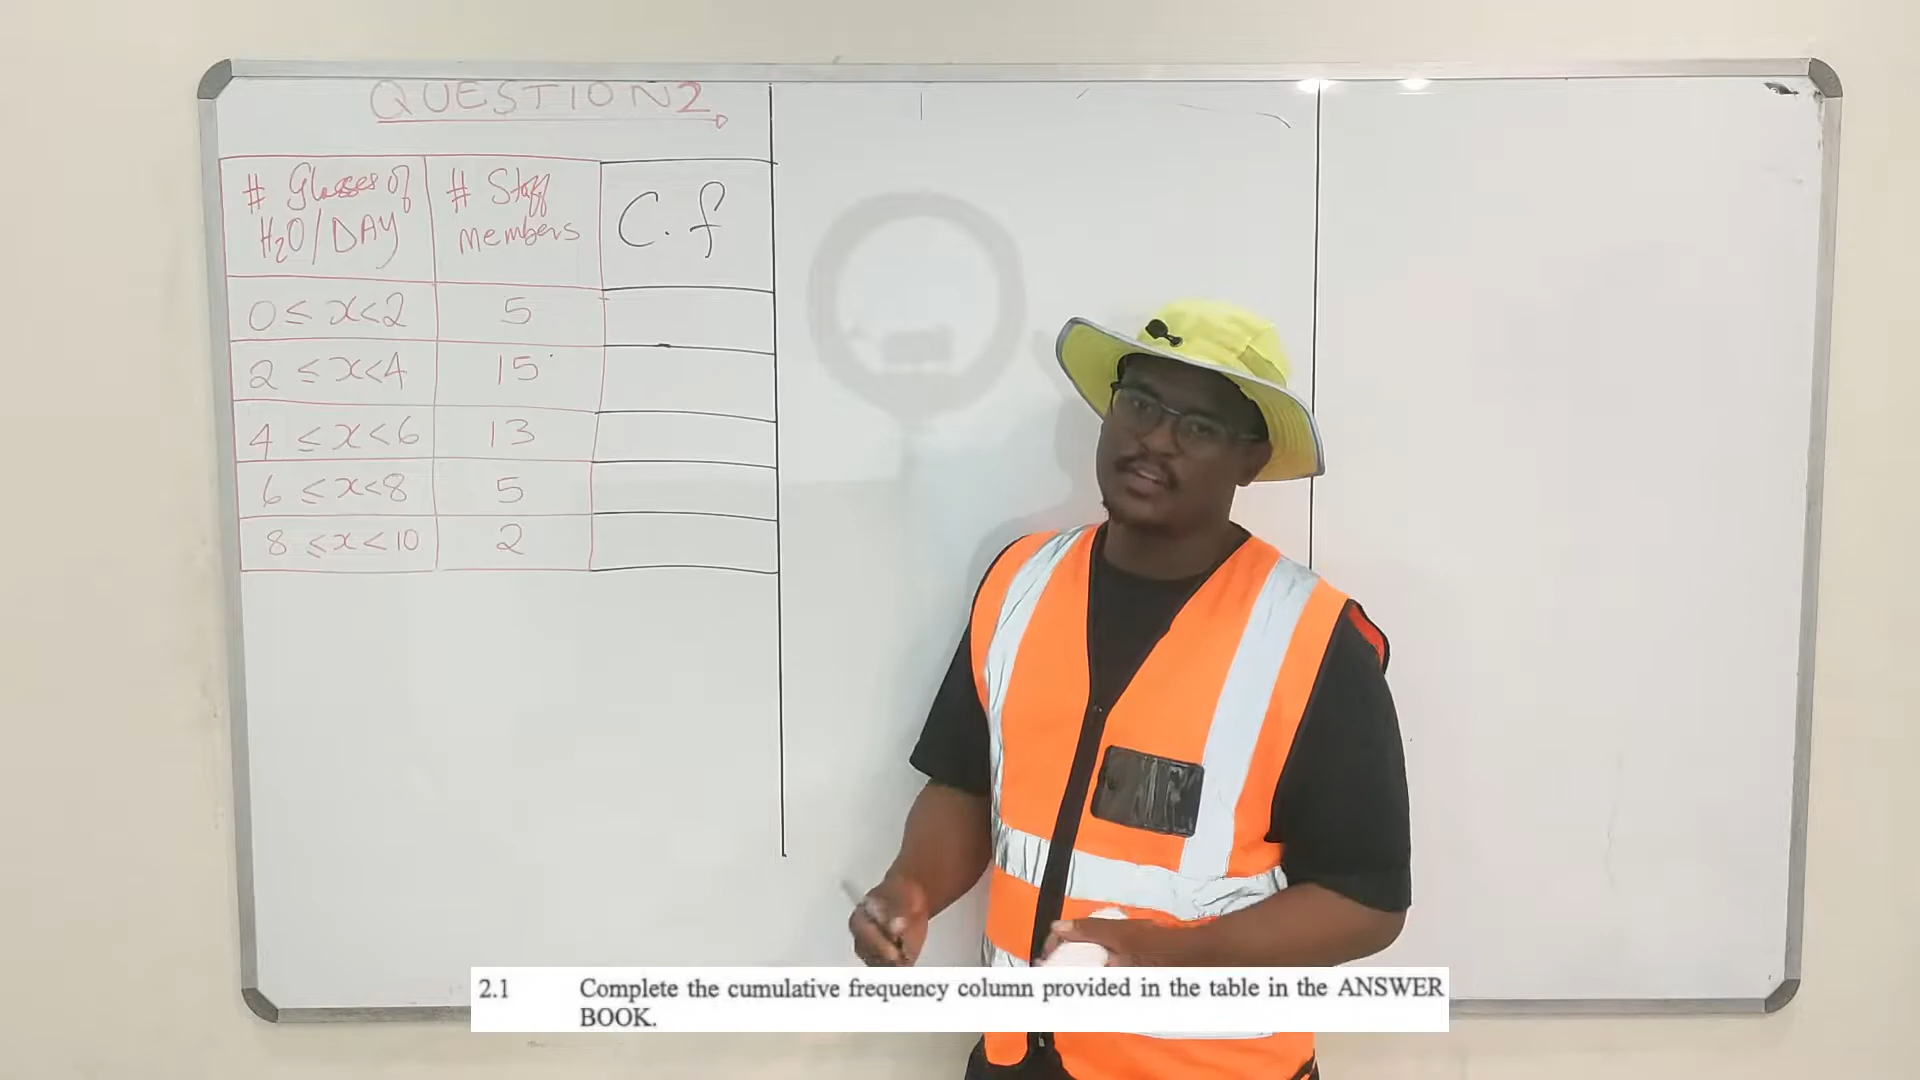 QUESTION 2
# Glasses of
H₂O/DAY
# Staff
members
C.f
0 ≤ x < 2
5
2 ≤ x < 4
15
4 ≤ x < 6
13
6 ≤ x < 8
5
8 ≤ x < 10
2
2.1 Complete the cumulative frequency column provided in the table in the ANSWER
BOOK.